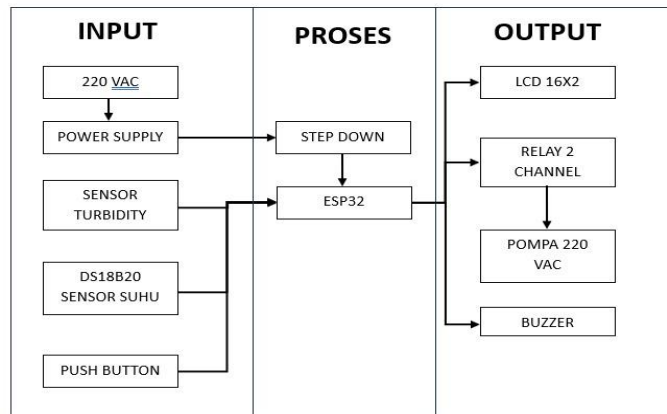 INPUT
PROSES
OUTPUT
220 VAC
POWER SUPPLY
SENSOR
TURBIDITY
DS18B20
SENSOR SUHU
PUSH BUTTON
STEP DOWN
ESP32
LCD 16X2
RELAY 2
CHANNEL
POMPA 220
VAC
BUZZER